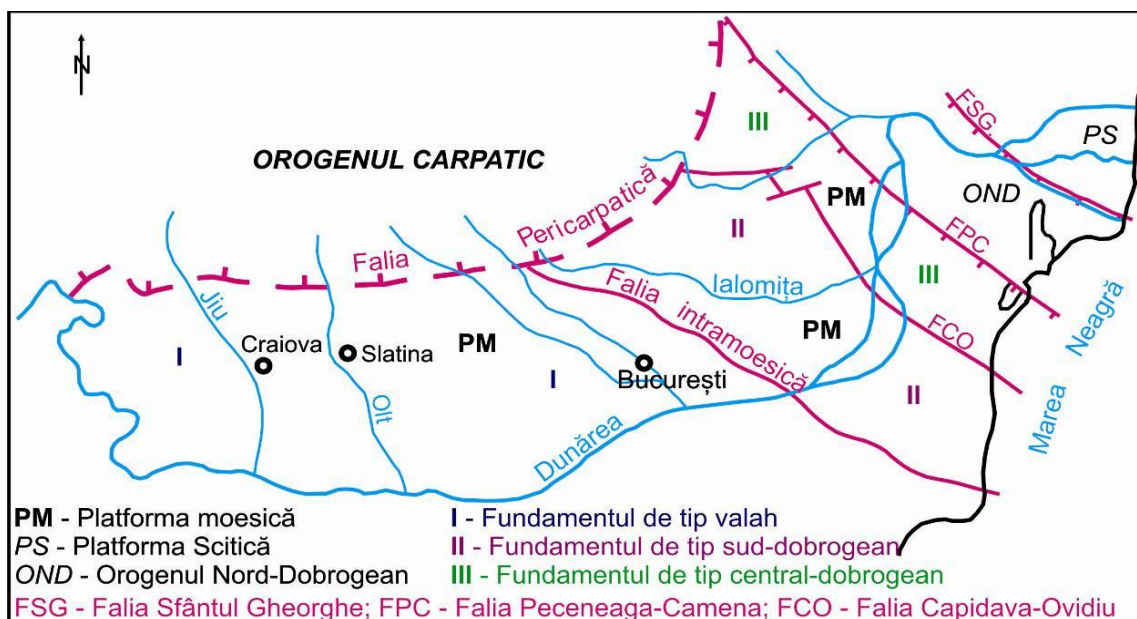 N
OROGENUL CARPATIC
III
FSG
PS
OND
PM
II
Pericarpatică
Falia
FPC
III
Ialomița
Falia intramoesică
Jiu
Craiova
Slatina
PM
I
I
PM
FCO
București
II
Olt
Dunărea
Marea Neagră
PM - Platforma moesică
PS - Platforma Scitică
OND - Orogenul Nord-Dobrogean
I - Fundamentul de tip valah
II - Fundamentul de tip sud-dobrogean
III - Fundamentul de tip central-dobrogean
FSG - Falia Sfântul Gheorghe; FPC - Falia Peceneaga-Camena; FCO - Falia Capidava-Ovidiu